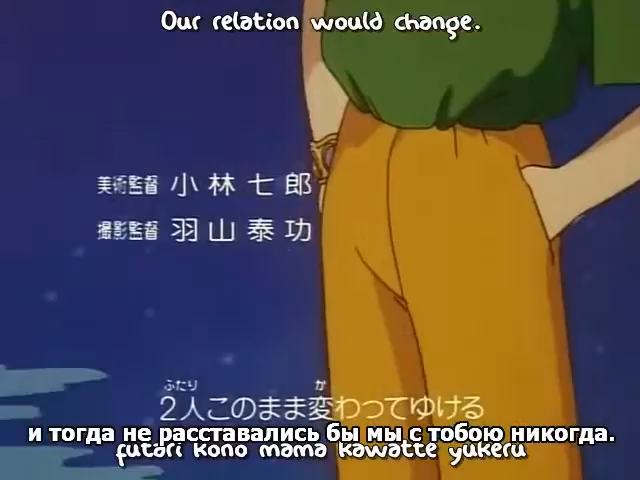 Our relation would change.
美術監督 小林七郎
撮影監督 羽山泰功
ふたり か
2人このまま変わってゆける
и тогда не расставались бы мы с тобою никогда.
futari kono mama kawatte yukeru